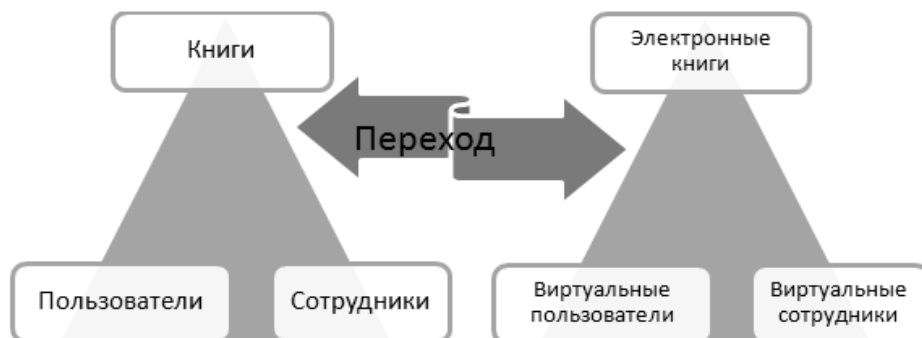 Книги
Электронные
книги
Переход
Пользователи
Сотрудники
Виртуальные
пользователи
Виртуальные
сотрудники